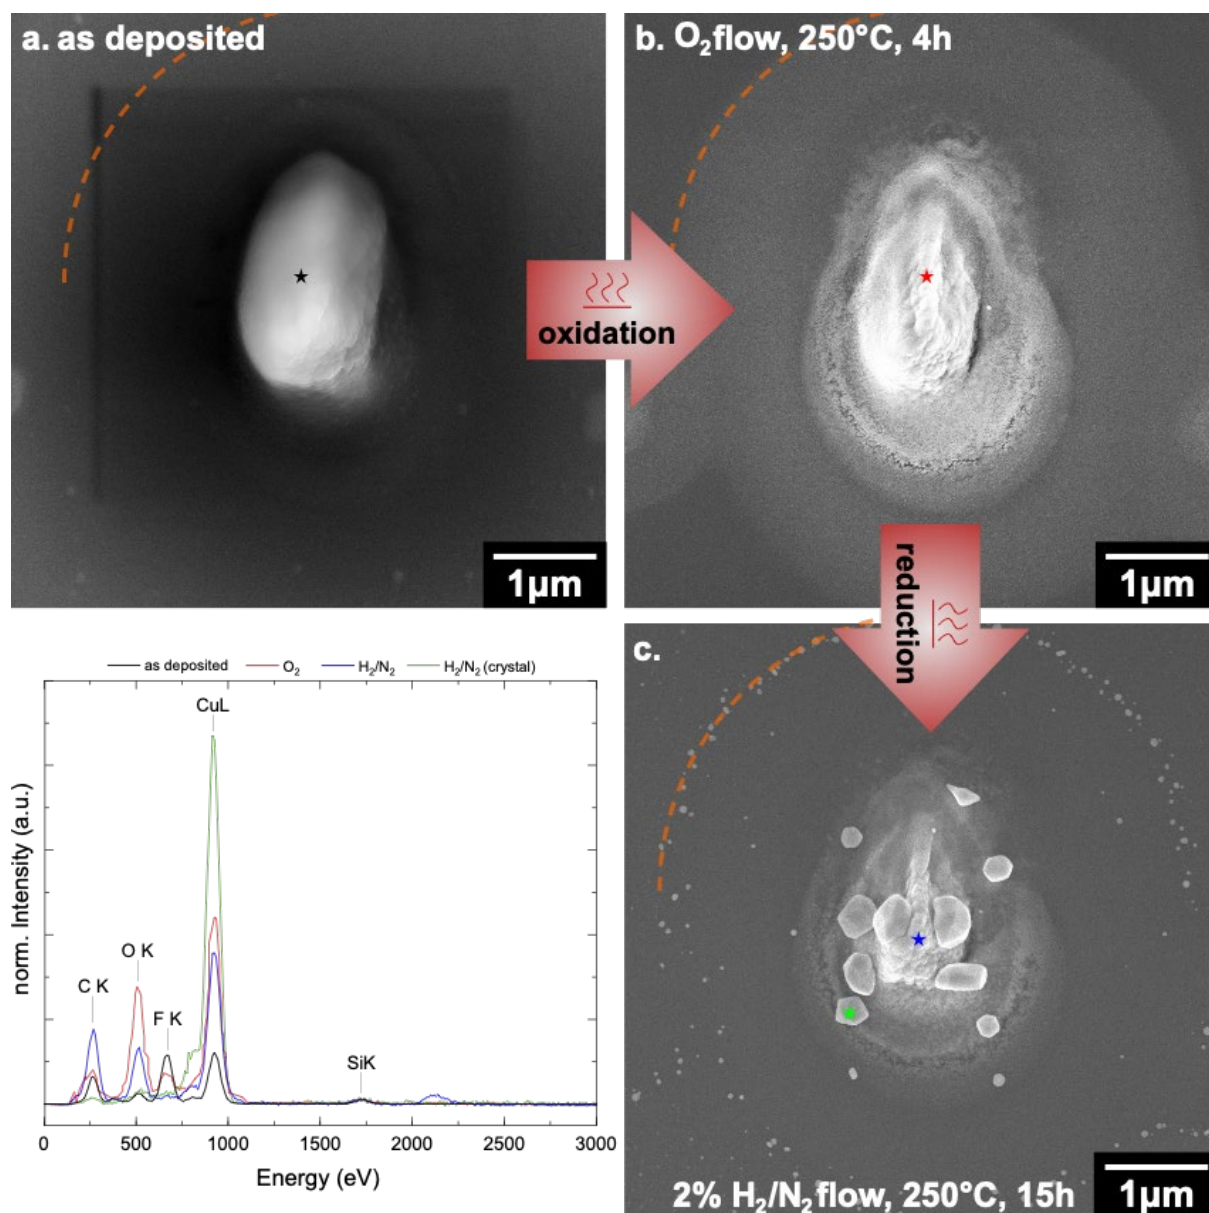 a. as deposited
b. O₂ flow, 250°C, 4h
oxidation
1µm
1µm
reduction
c.
as deposited O₂ H₂/N₂ H₂/N₂ (crystal)
CuL
O K
C K
F K
SiK
norm. Intensity (a.u.)
0 500 1000 1500 2000 2500 3000
Energy (eV)
2% H₂/N₂ flow, 250°C, 15h
1µm